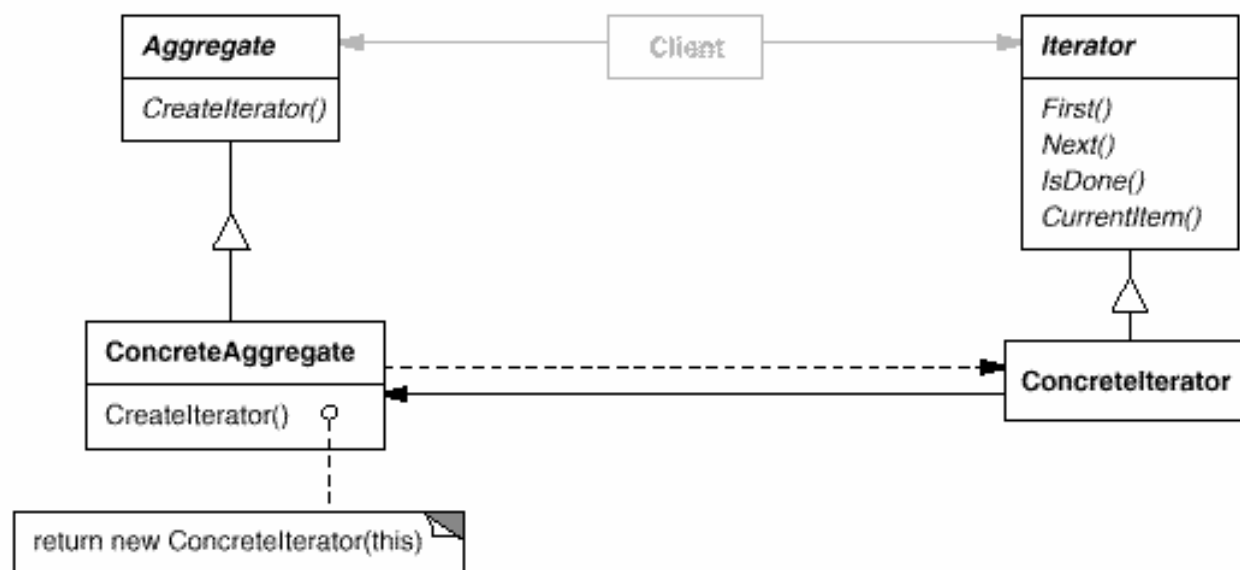 Aggregate
CreateIterator()
Client
Iterator
First()
Next()
IsDone()
CurrentItem()
ConcreteAggregate
CreateIterator()
ConcreteIterator
return new ConcreteIterator(this)